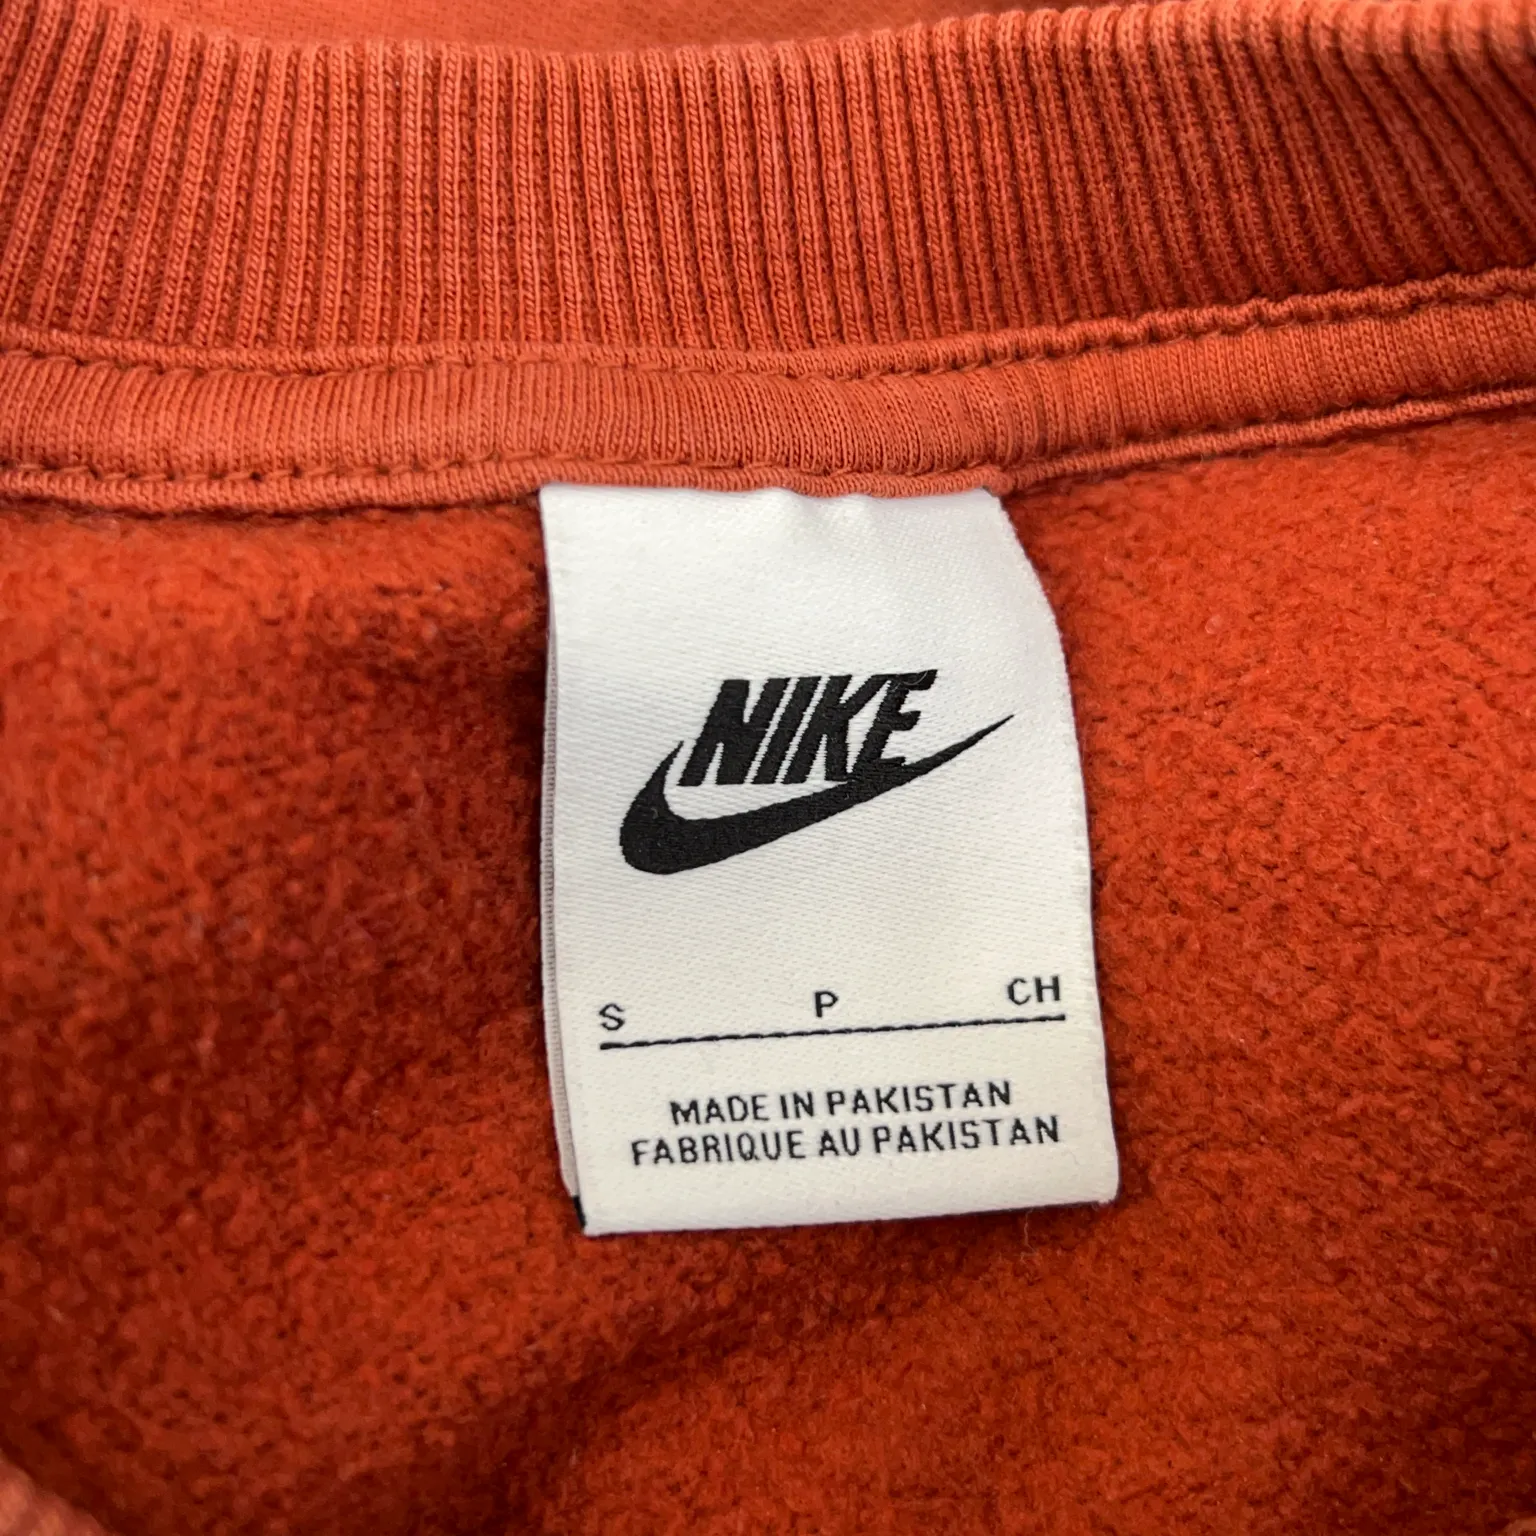 NIKE
S P CH
MADE IN PAKISTAN
FABRIQUE AU PAKISTAN